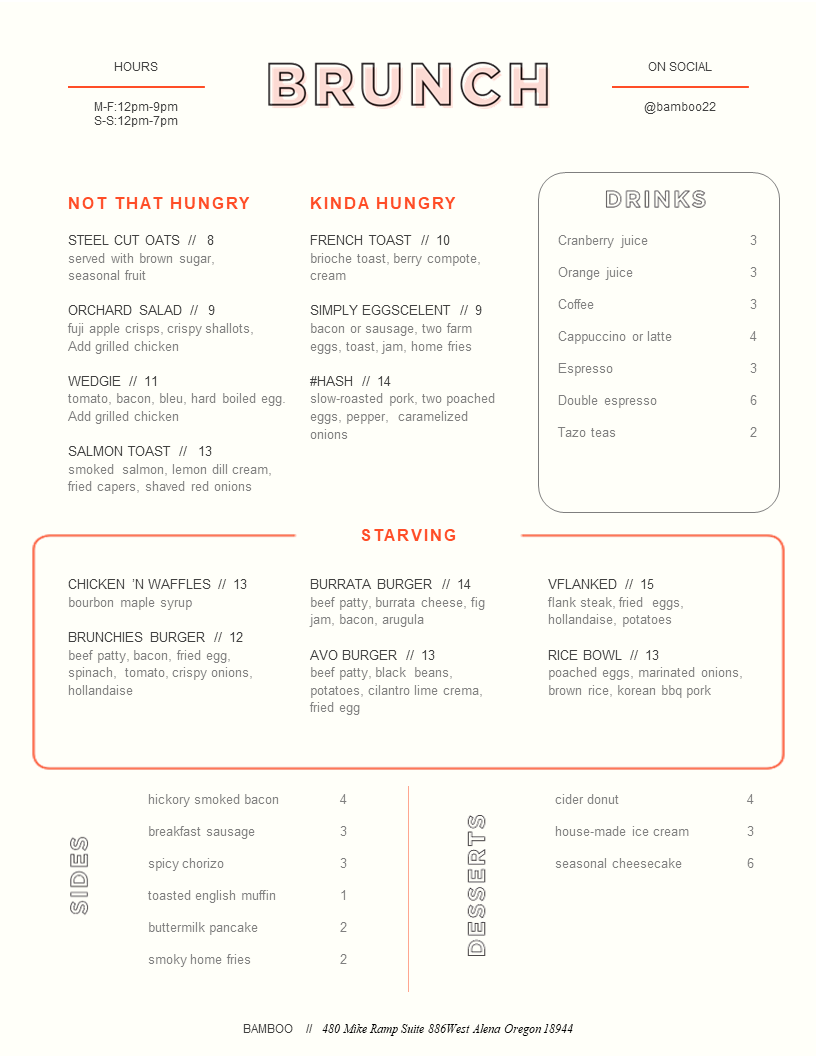 HOURS
M-F:12pm-9pm
S-S:12pm-7pm
BRUNCH
ON SOCIAL
@bamboo22
NOT THAT HUNGRY
STEEL CUT OATS // 8
served with brown sugar,
seasonal fruit
ORCHARD SALAD // 9
fuji apple crisps, crispy shallots,
Add grilled chicken
WEDGIE // 11
tomato, bacon, bleu, hard boiled egg.
Add grilled chicken
SALMON TOAST // 13
smoked salmon, lemon dill cream,
fried capers, shaved red onions
KINDA HUNGRY
FRENCH TOAST // 10
brioche toast, berry compote,
cream
SIMPLY EGGSCELENT // 9
bacon or sausage, two farm
eggs, toast, jam, home fries
#HASH // 14
slow-roasted pork, two poached
eggs, pepper, caramelized
onions
DRINKS
Cranberry juice 3
Orange juice 3
Coffee 3
Cappuccino or latte 4
Espresso 3
Double espresso 6
Tazo teas 2
STARVING
CHICKEN 'N WAFFLES // 13
bourbon maple syrup
BRUNCHIES BURGER // 12
beef patty, bacon, fried egg,
spinach, tomato, crispy onions,
hollandaise
BURRATA BURGER // 14
beef patty, burrata cheese, fig
jam, bacon, arugula
AVO BURGER // 13
beef patty, black beans,
potatoes, cilantro lime crema,
fried egg
VFLANKED // 15
flank steak, fried eggs,
hollandaise, potatoes
RICE BOWL // 13
poached eggs, marinated onions,
brown rice, korean bbq pork
SIDES
hickory smoked bacon 4
breakfast sausage 3
spicy chorizo 3
toasted english muffin 1
buttermilk pancake 2
smoky home fries 2
DESSERTS
cider donut 4
house-made ice cream 3
seasonal cheesecake 6
BAMBOO // 480 Mike Ramp Suite 886West Alena Oregon 18944